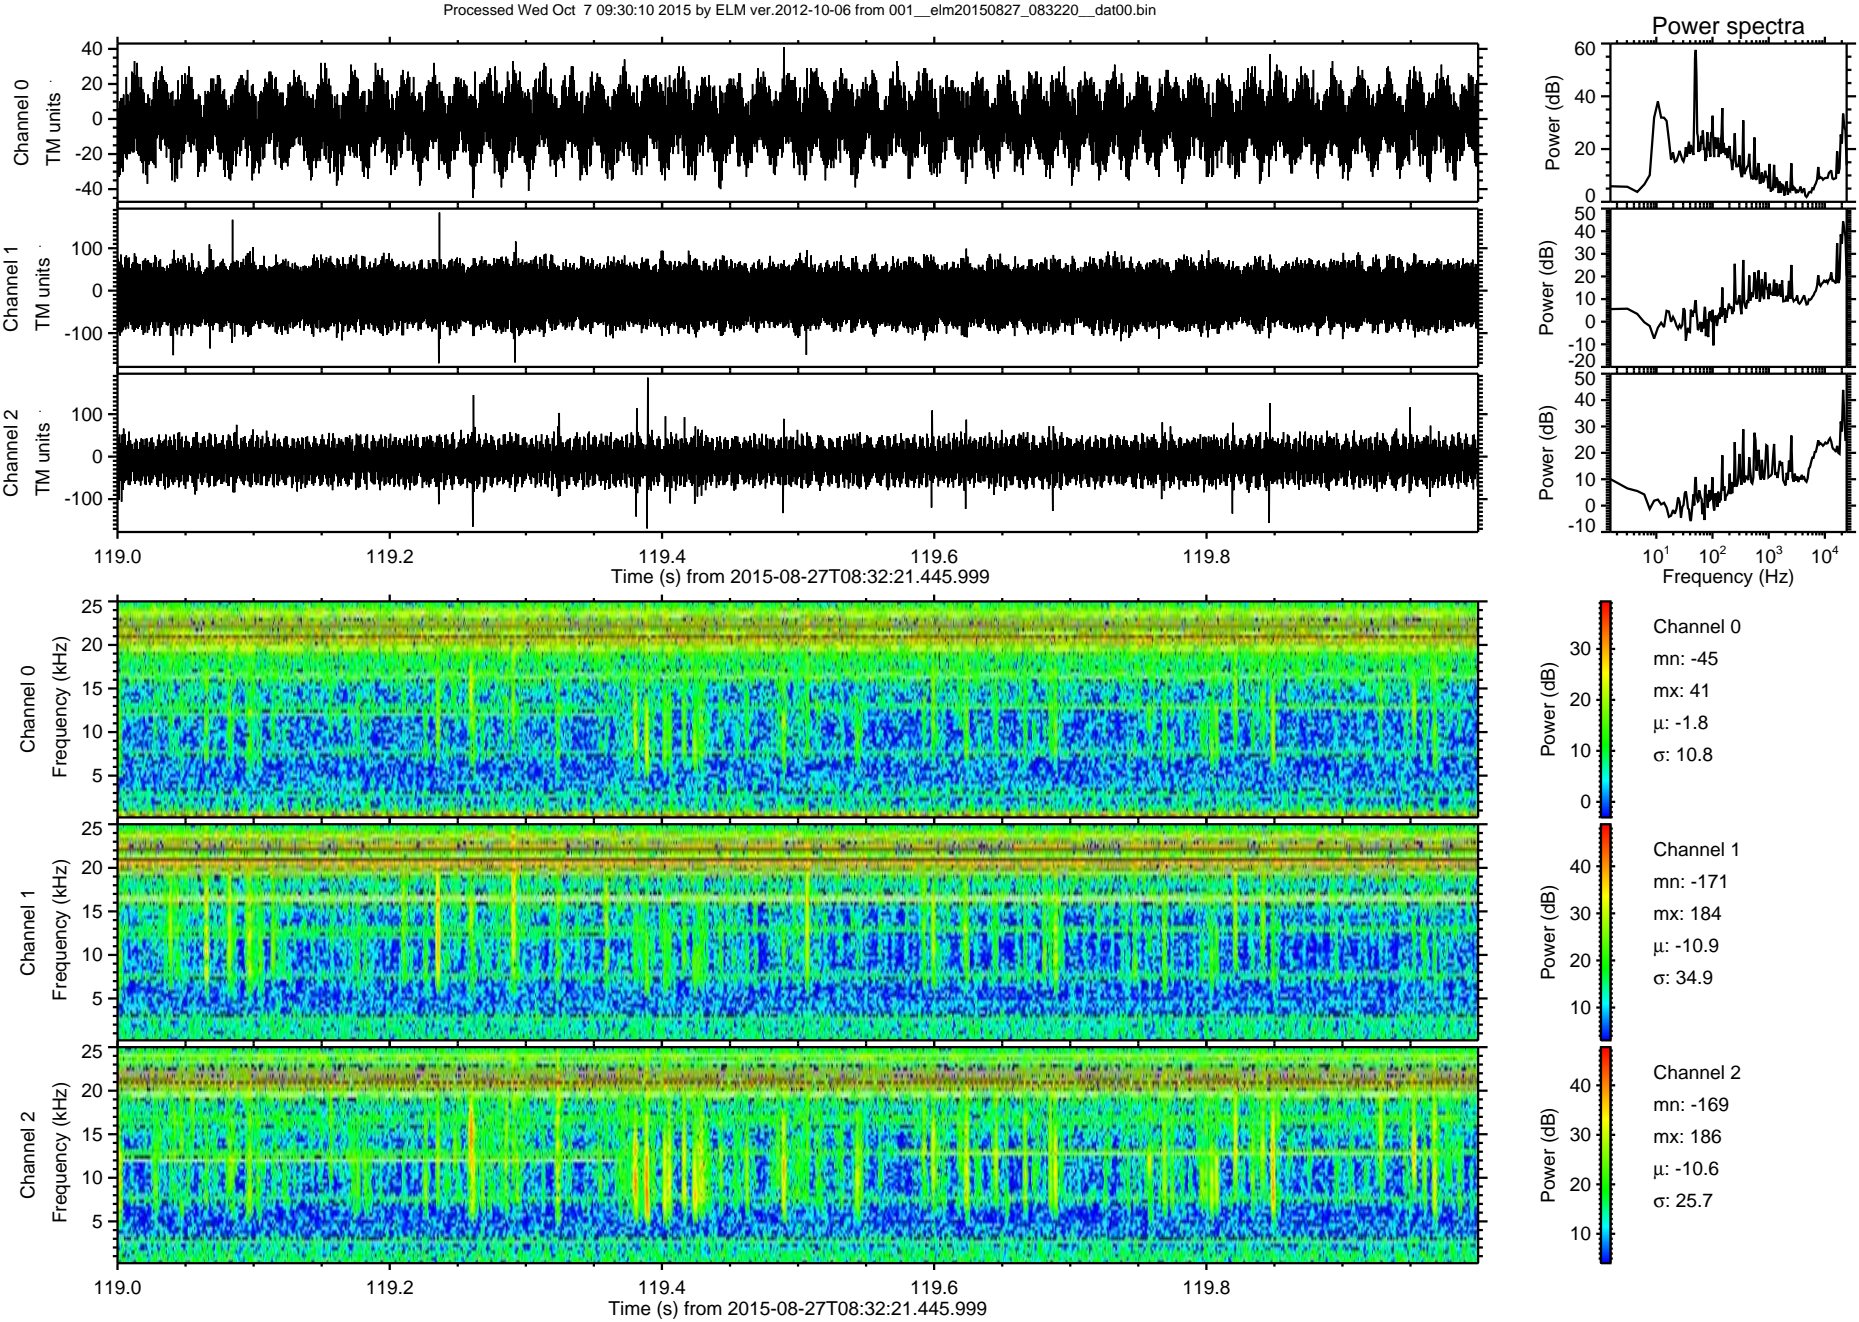 Processed Wed Oct 7 09:30:10 2015 by ELM ver.2012-10-06 from 001__elm20150827_083220__dat00.bin
Power spectra
Channel 0
TM units
40
20
0
-20
-40
Power (dB)
60
40
20
0
Channel 1
TM units
100
0
-100
Power (dB)
50
40
30
20
10
0
-10
-20
Channel 2
TM units
100
0
-100
Power (dB)
50
40
30
20
10
0
-10
119.0 119.2 119.4 119.6 119.8
Time (s) from 2015-08-27T08:32:21.445.999
10¹ 10² 10³ 10⁴
Frequency (Hz)
Channel 0
Frequency (kHz)
25
20
15
10
5
Power (dB)
30
20
10
0
Channel 0
mn: -45
mx: 41
μ: -1.8
σ: 10.8
Channel 1
Frequency (kHz)
25
20
15
10
5
Power (dB)
40
30
20
10
Channel 1
mn: -171
mx: 184
μ: -10.9
σ: 34.9
Channel 2
Frequency (kHz)
25
20
15
10
5
Power (dB)
40
30
20
10
Channel 2
mn: -169
mx: 186
μ: -10.6
σ: 25.7
119.0 119.2 119.4 119.6 119.8
Time (s) from 2015-08-27T08:32:21.445.999